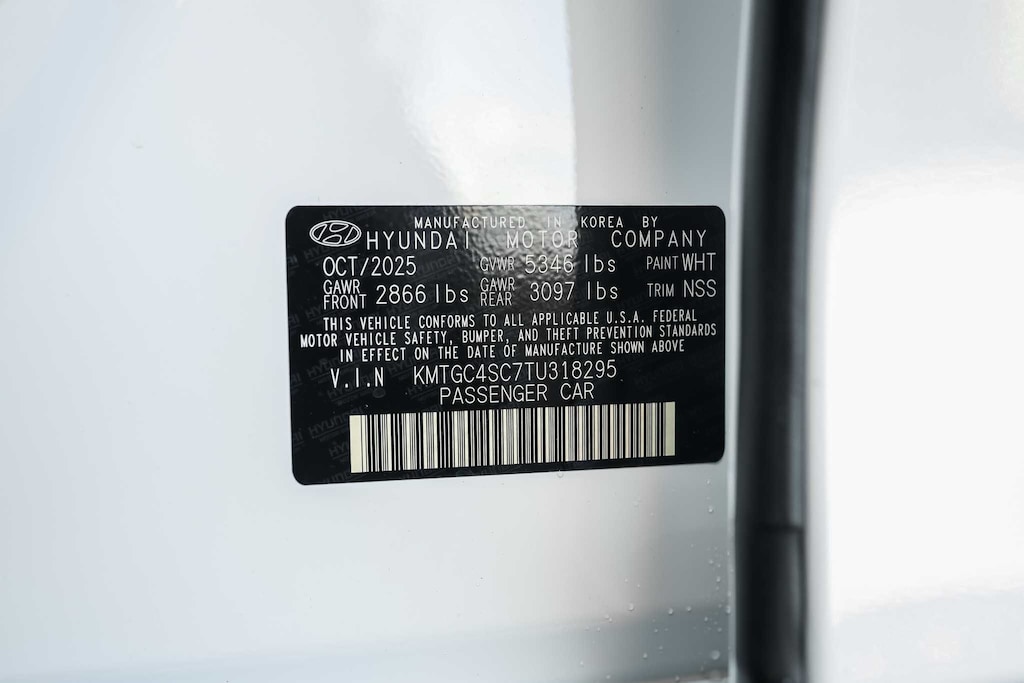 MANUFACTURED IN KOREA BY
HYUNDAI MOTOR COMPANY
OCT/2025 GVWR 5346 lbs PAINT WHT
GAWR FRONT 2866 lbs GAWR REAR 3097 lbs TRIM NSS
THIS VEHICLE CONFORMS TO ALL APPLICABLE U.S.A. FEDERAL
MOTOR VEHICLE SAFETY, BUMPER, AND THEFT PREVENTION STANDARDS
IN EFFECT ON THE DATE OF MANUFACTURE SHOWN ABOVE
V.I.N KMTGC4SC7TU318295
PASSENGER CAR